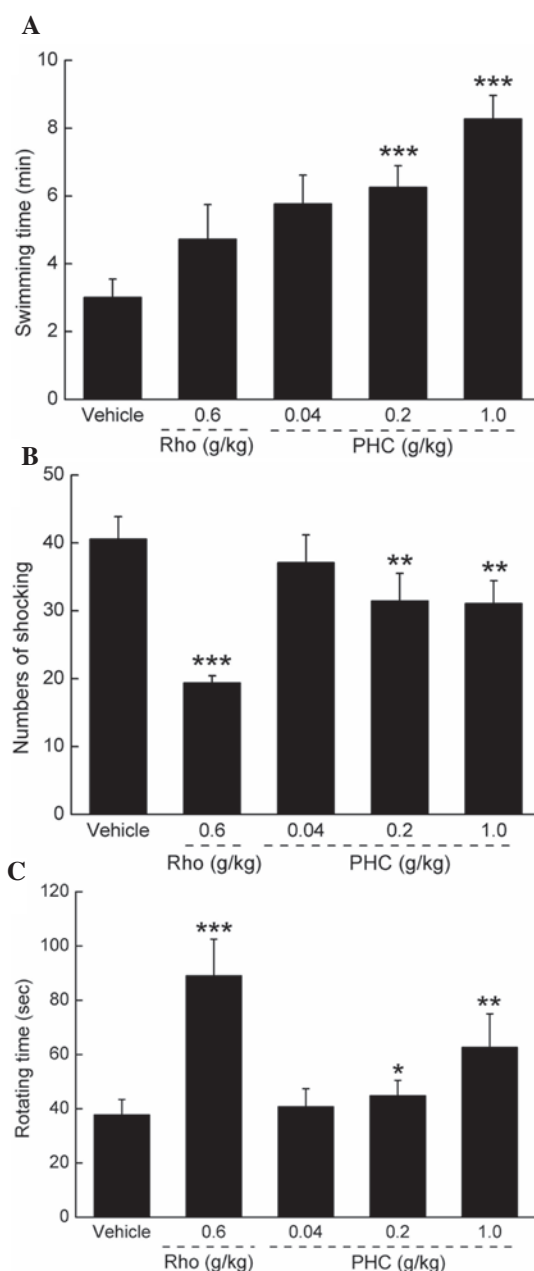 A
Swimming time (min)
10
8
6
4
2
0
***
***
Vehicle 0.6 0.04 0.2 1.0
Rho (g/kg) PHC (g/kg)
B
Numbers of shocking
50
40
30
20
10
0
***
**
**
Vehicle 0.6 0.04 0.2 1.0
Rho (g/kg) PHC (g/kg)
C
Rotating time (sec)
120
100
80
60
40
20
0
***
*
**
Vehicle 0.6 0.04 0.2 1.0
Rho (g/kg) PHC (g/kg)